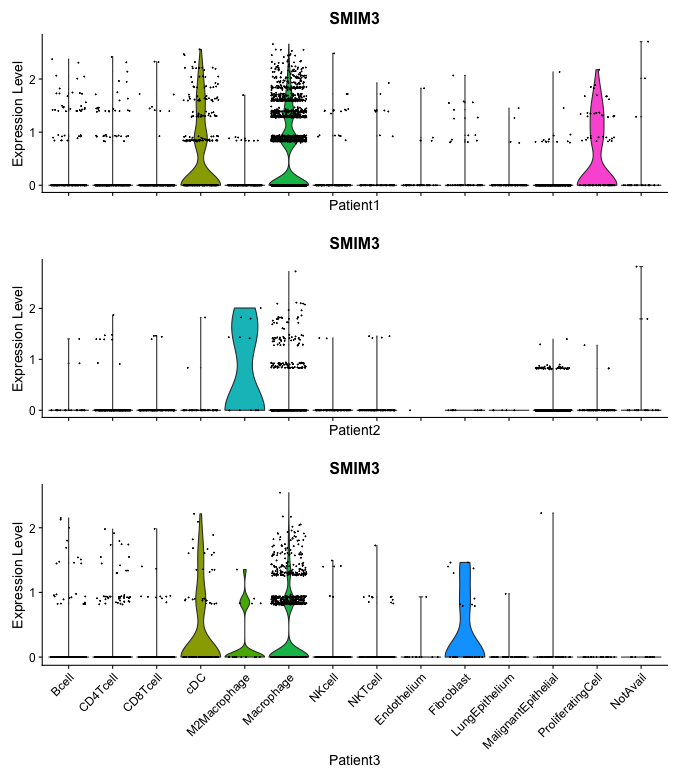 SMIM3
Expression Level
2
1
0
Patient1
SMIM3
Expression Level
2
1
0
Patient2
SMIM3
Expression Level
2
1
0
Bcell
CD4Tcell
CD8Tcell
cDC
M2Macrophage
Macrophage
NKcell
NKTcell
Endothelium
Fibroblast
LungEpithelium
MalignantEpithelial
ProliferatingCell
NotAvail
Patient3